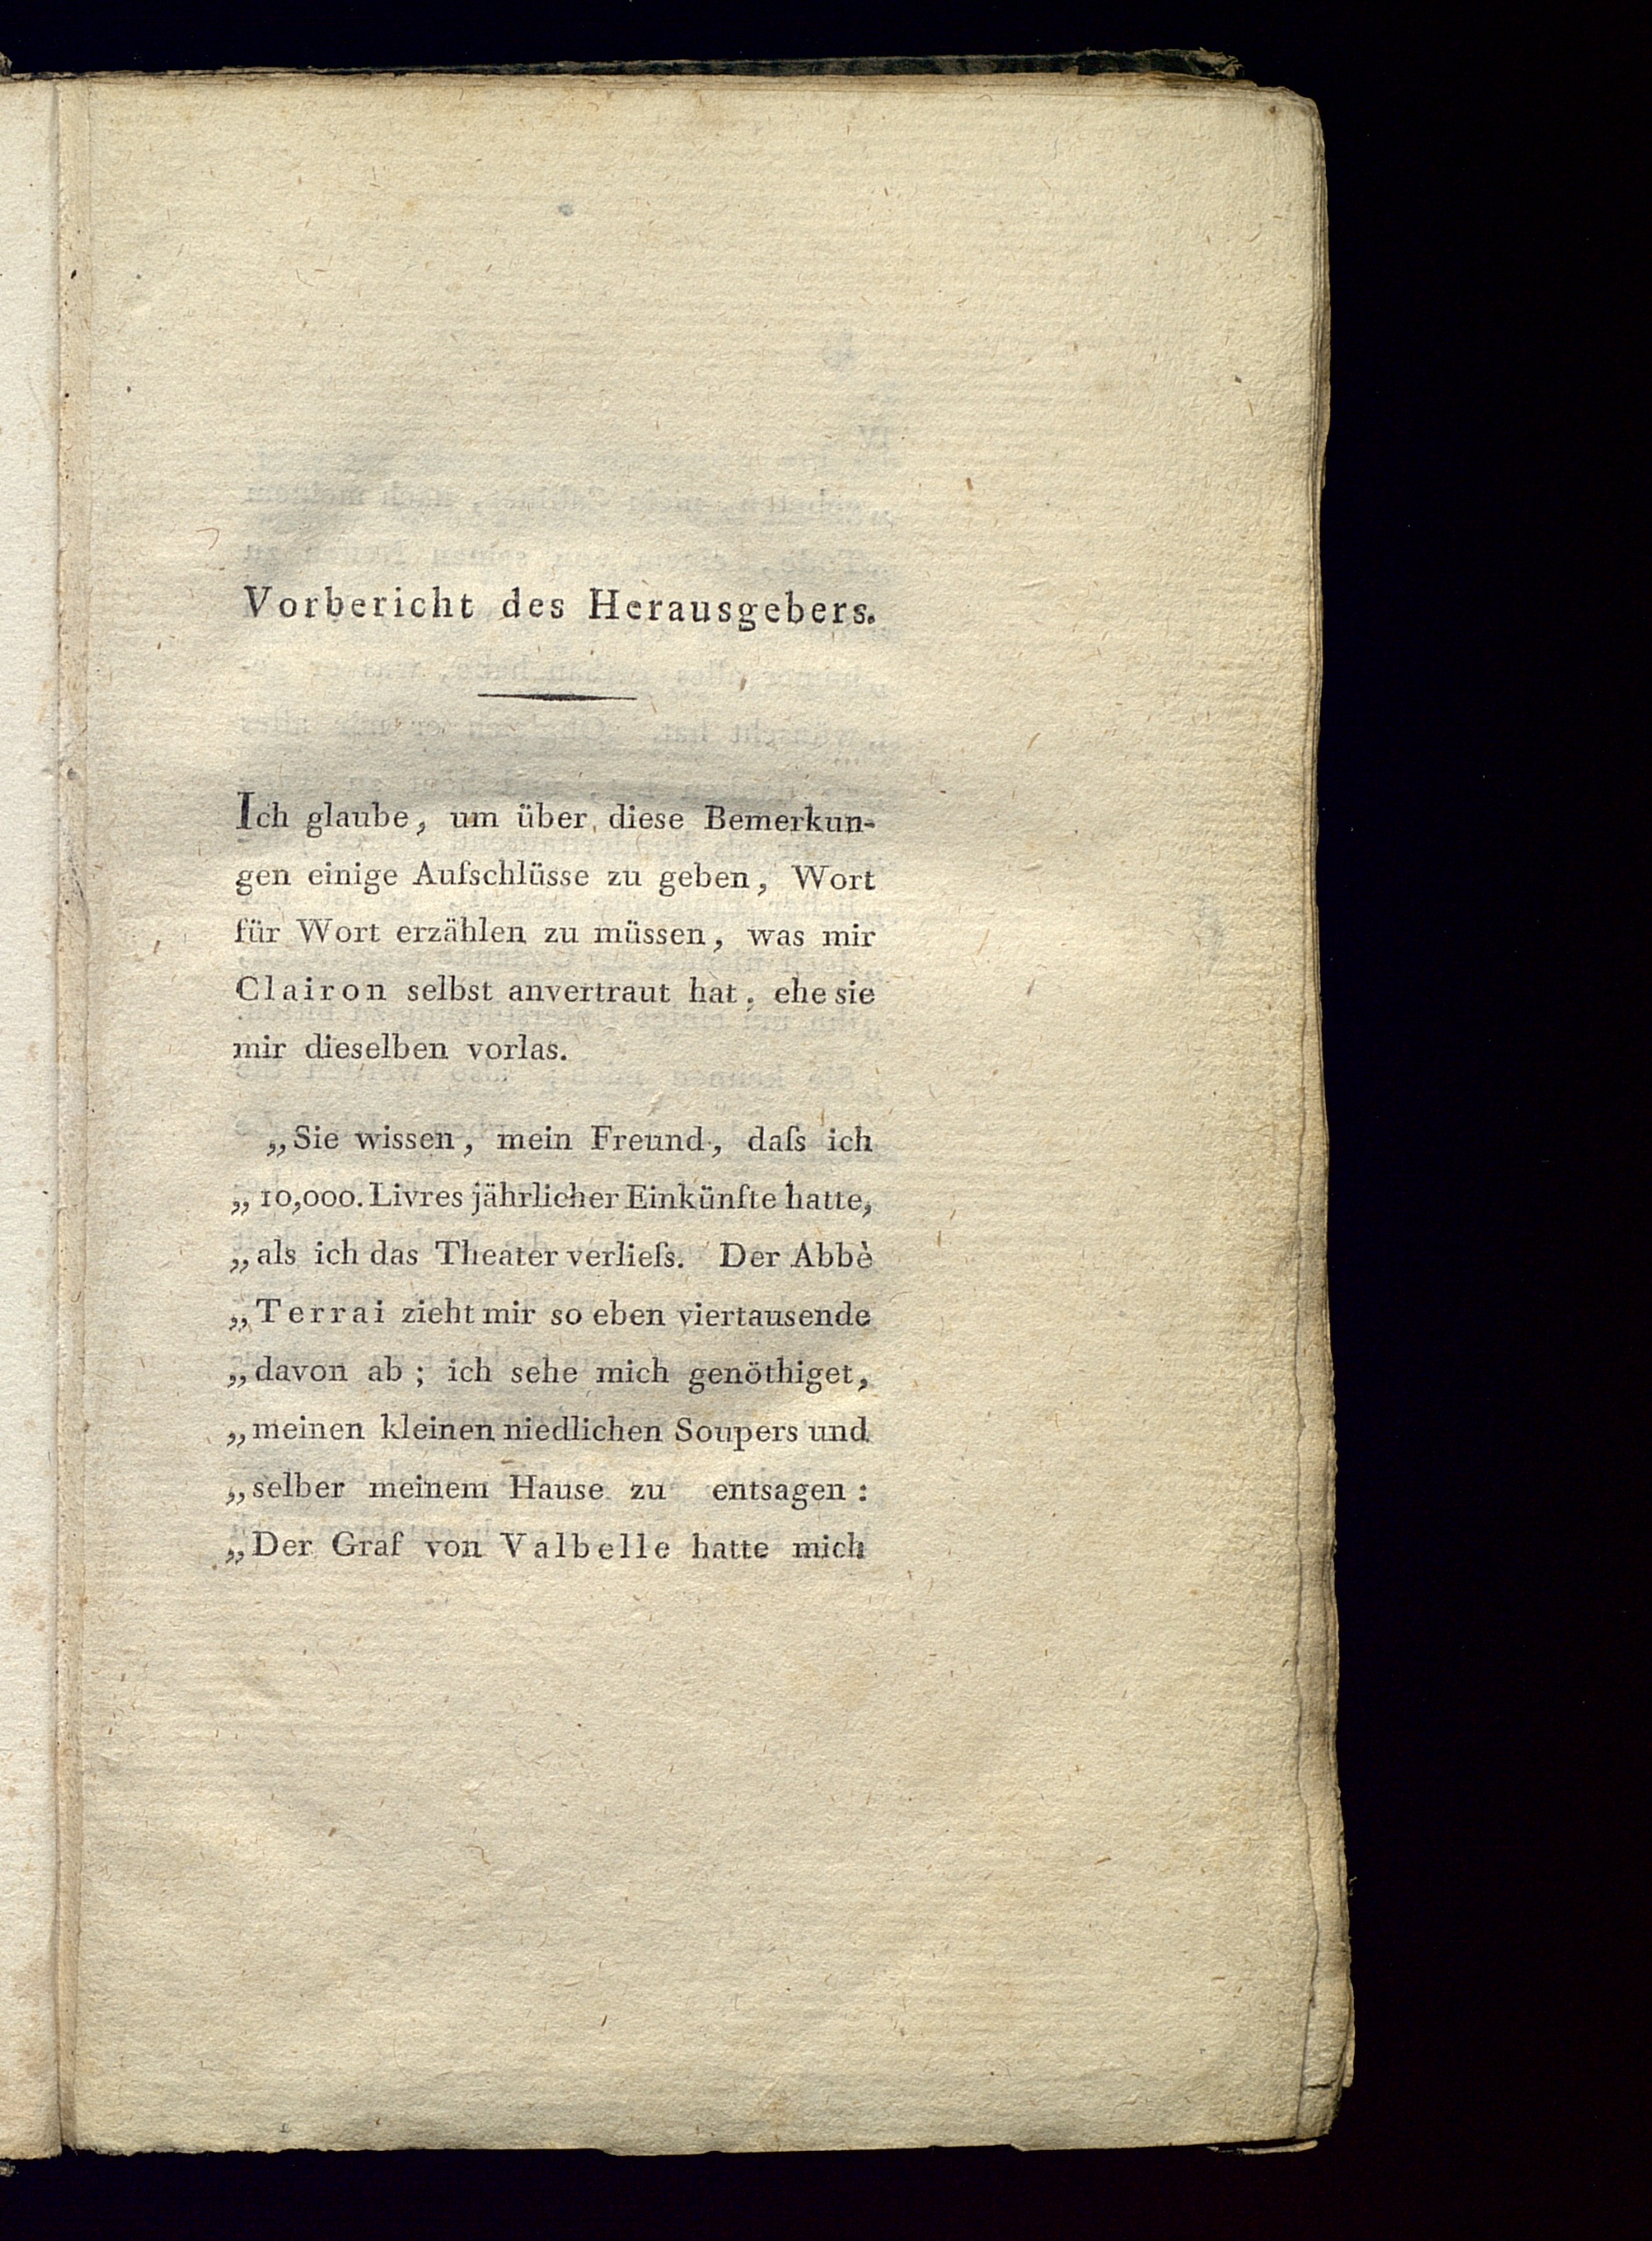 Vorbericht des Herausgebers.
Ich glaube, um über diese Bemerkun-
gen einige Aufschlüsse zu geben, Wort
für Wort erzählen zu müssen, was mir
Clairon selbst anvertraut hat, ehe sie
mir dieselben vorlas.
„Sie wissen, mein Freund, daſs ich
„10,000. Livres jährlicher Einkünfte hatte,
„als ich das Theater verlieſs. Der Abbè
„Terrai zieht mir so eben viertausende
„davon ab; ich sehe mich genöthiget,
„meinen kleinen niedlichen Soupers und
„selber meinem Hause zu entsagen:
„Der Graf von Valbelle hatte mich